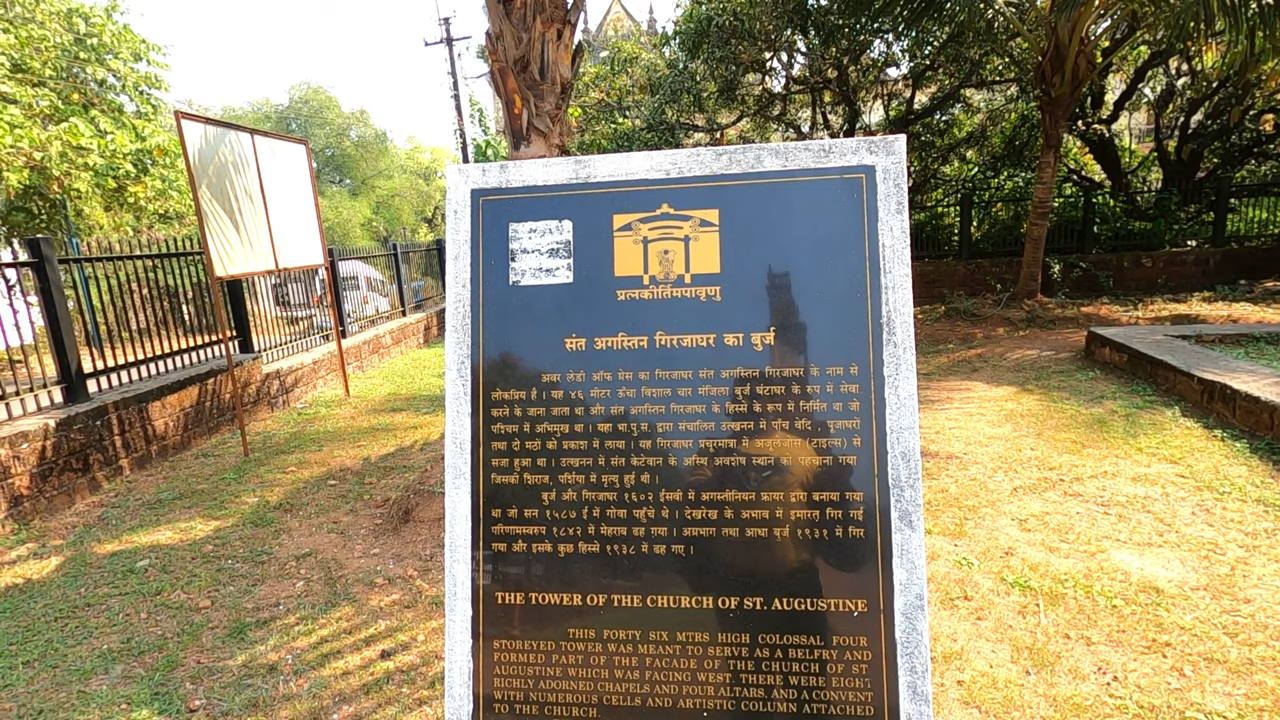 प्रत्नकीर्तिमपावृणु
संत अगस्तिन गिरजाघर का बुर्ज
अवर लेडी ऑफ प्रेस का गिरजाघर संत अगस्तिन गिरजाघर के नाम से
लोकप्रिय है । यह ४६ मीटर ऊँचा विशाल चार मंजिला बुर्ज घंटाघर के रुप में सेवा
करने के जाना जाता था और संत अगस्तिन गिरजाघर के हिस्से के रूप में निर्मित था जो
पश्चिम में अभिमुख था । यहा भा.पु.स. द्वारा संचालित उत्खनन में पाँच वेदि , पूजाघरों
तथा दो मठों को प्रकाश में लाया । यह गिरजाघर प्रचूरमात्रा में अजूलेजोस (टाइल्स) से
सजा हुआ था । उत्खनन में संत केटेवान के अस्थि अवशेष स्थान को पहचाना गया
जिसकी शिराज, पर्शिया में मृत्यु हुई थी ।
बुर्ज और गिरजाघर १६०२ ईसवी में अगस्तीनियन फ्रायर द्वारा बनाया गया
था जो सन १५८७ ई में गोवा पहुँचे थे । देखरेख के अभाव में इमारत गिर गई
परिणामस्वरुप १८४२ में मेहराब ढह गया । अग्रभाग तथा आधा बुर्ज १९३१ में गिर
गया और इसके कुछ हिस्से १९३८ में ढह गए ।
THE TOWER OF THE CHURCH OF ST. AUGUSTINE
THIS FORTY SIX MTRS HIGH COLOSSAL FOUR
STOREYED TOWER WAS MEANT TO SERVE AS A BELFRY AND
FORMED PART OF THE FACADE OF THE CHURCH OF ST
AUGUSTINE WHICH WAS FACING WEST. THERE WERE EIGHT
RICHLY ADORNED CHAPELS AND FOUR ALTARS, AND A CONVENT
WITH NUMEROUS CELLS AND ARTISTIC COLUMN ATTACHED
TO THE CHURCH.